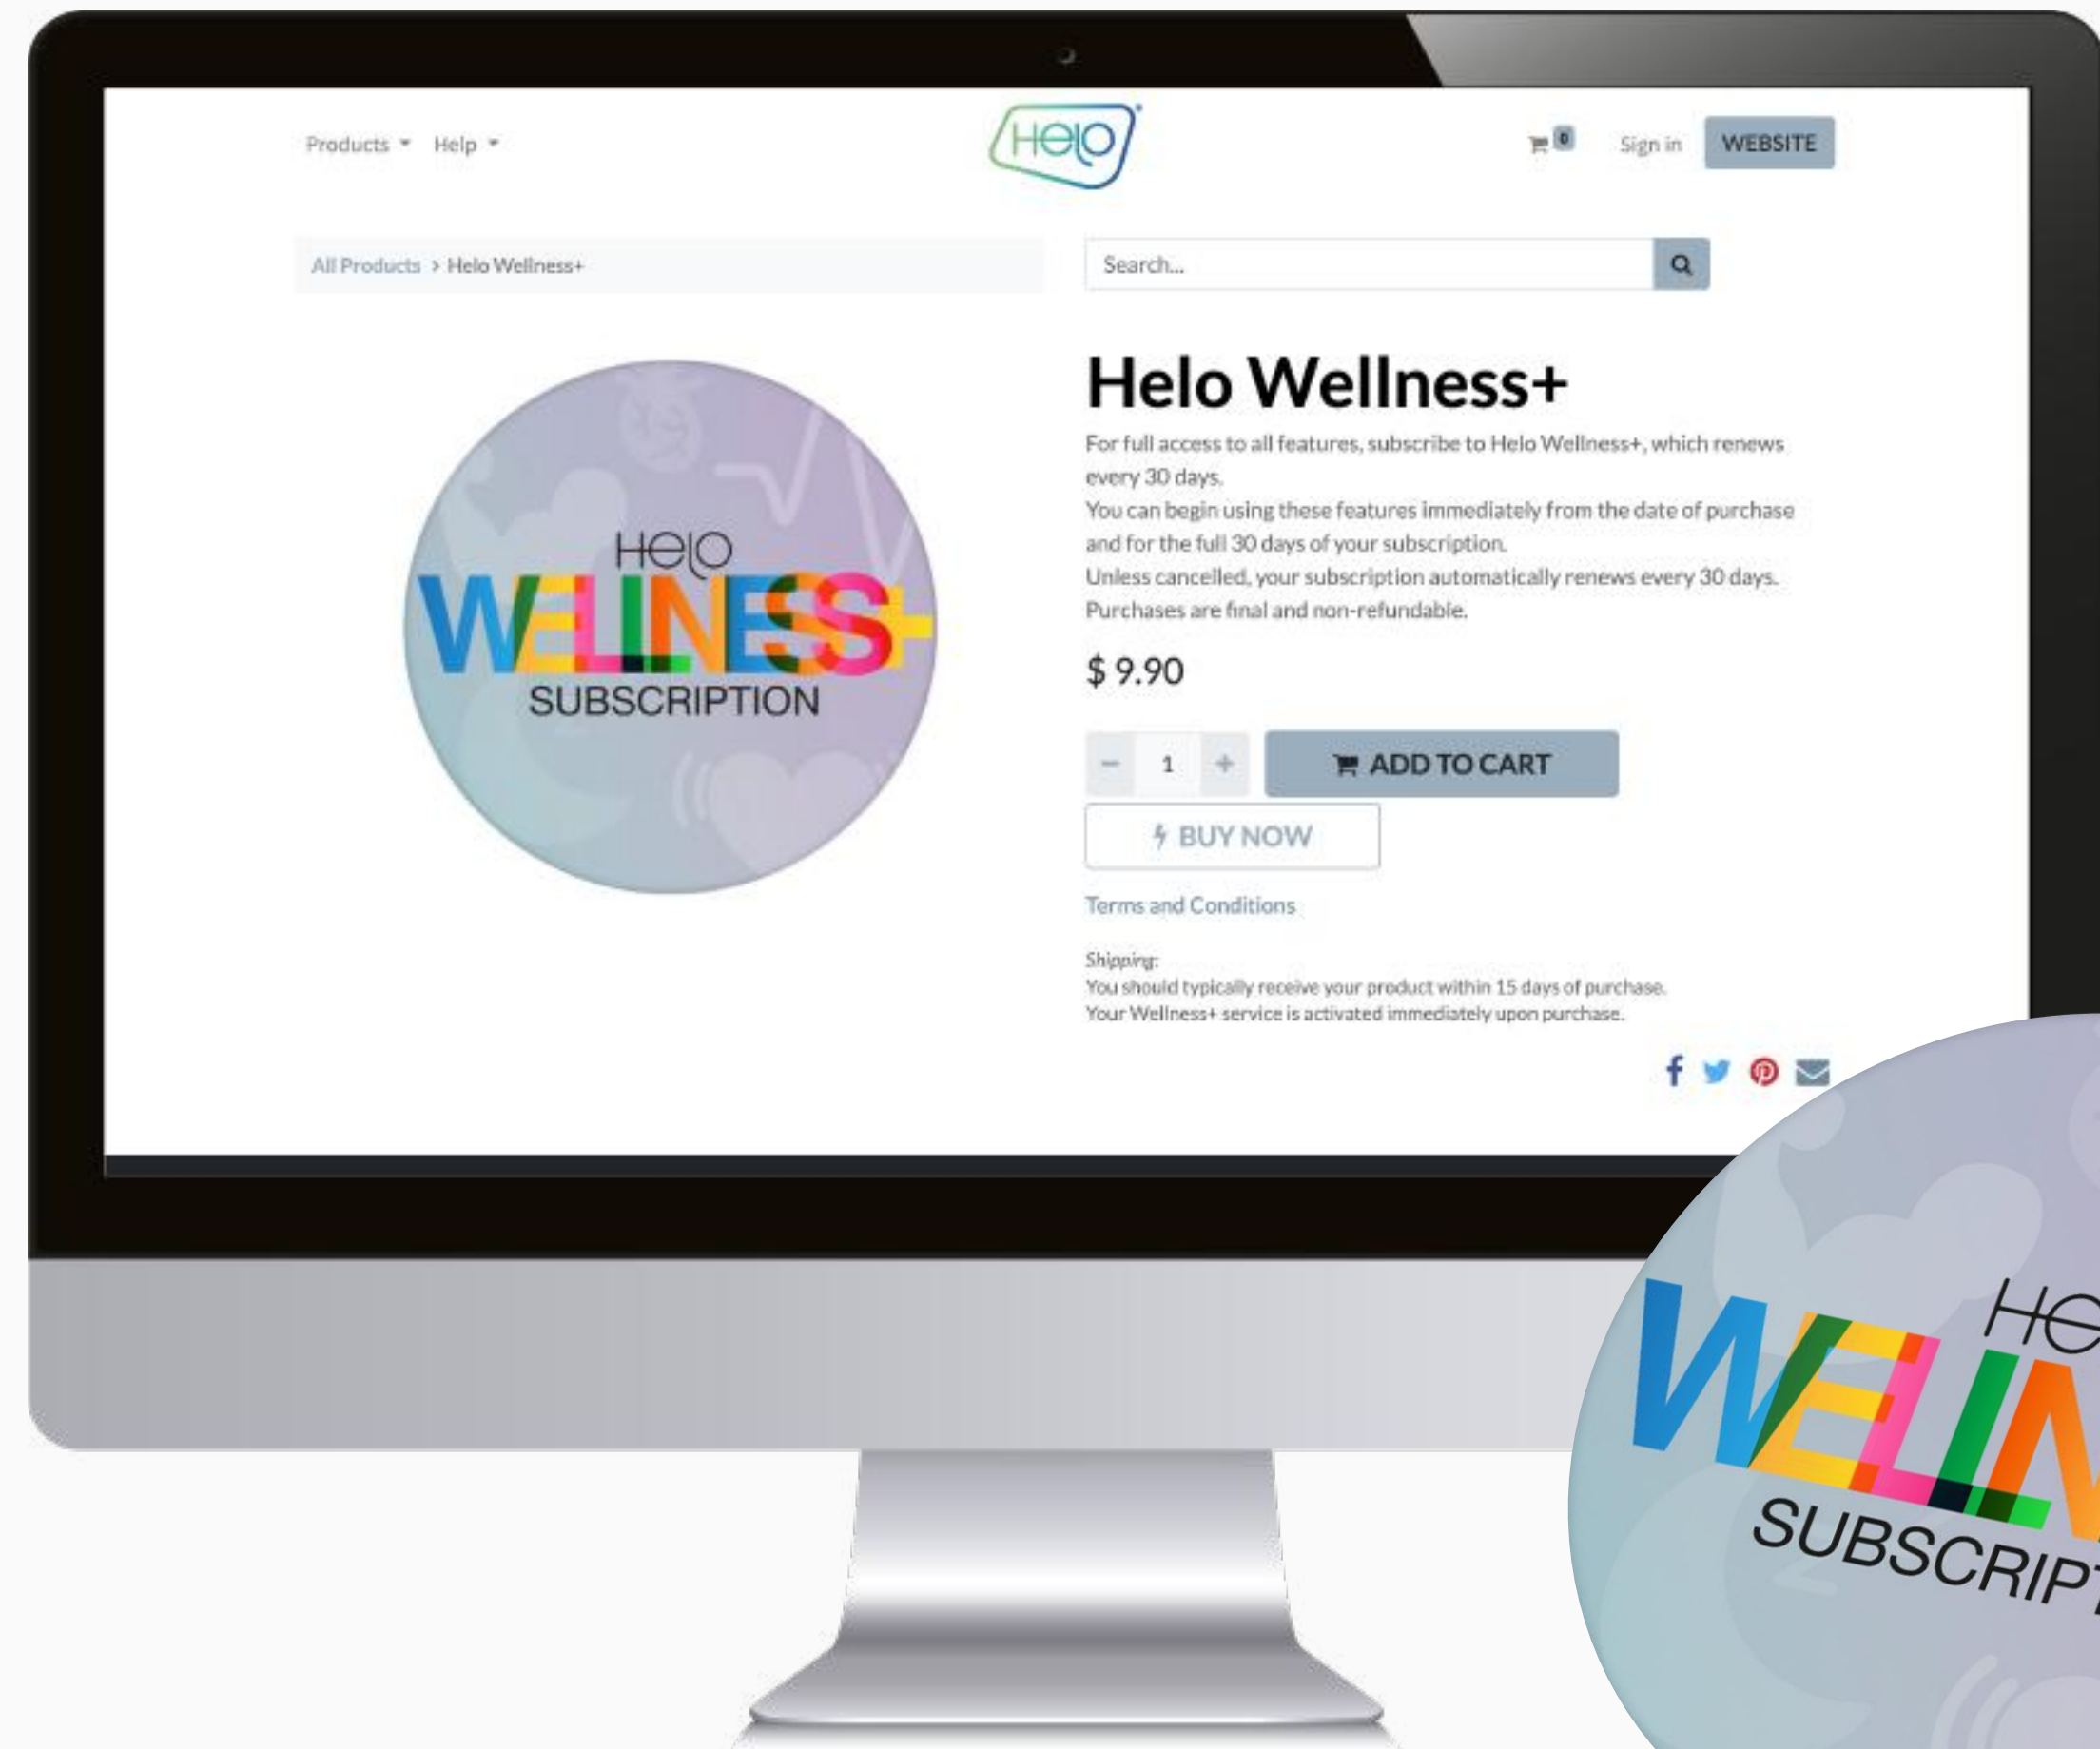 Products Help
Helo
0 Sign in WEBSITE
All Products > Helo Wellness+
Search...
Helo
WELLNESS+
SUBSCRIPTION
Helo Wellness+
For full access to all features, subscribe to Helo Wellness+, which renews
every 30 days.
You can begin using these features immediately from the date of purchase
and for the full 30 days of your subscription.
Unless cancelled, your subscription automatically renews every 30 days.
Purchases are final and non-refundable.
$ 9.90
- 1 + ADD TO CART
BUY NOW
Terms and Conditions
Shipping:
You should typically receive your product within 15 days of purchase.
Your Wellness+ service is activated immediately upon purchase.
He
WELLN
SUBSCRIPT